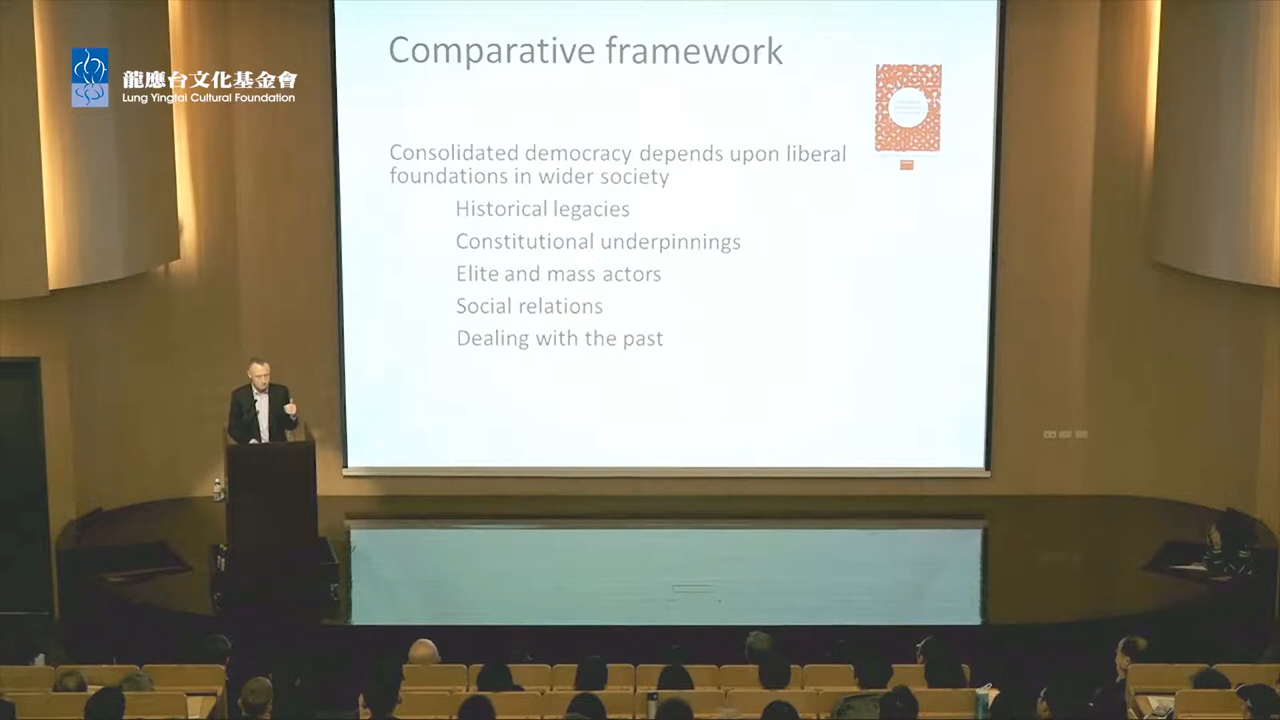 龍應台文化基金會
Lung Yingtai Cultural Foundation
Comparative framework
Consolidated democracy depends upon liberal
foundations in wider society
Historical legacies
Constitutional underpinnings
Elite and mass actors
Social relations
Dealing with the past